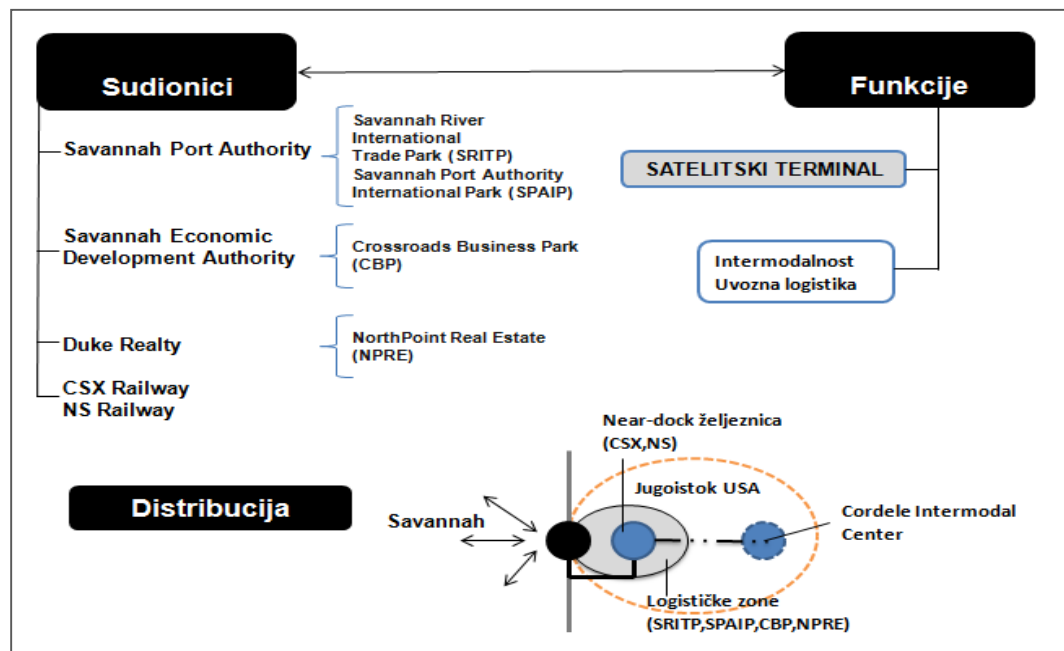 Sudionici
Funkcije
Savannah Port Authority
Savannah River
International
Trade Park (SRITP)
Savannah Port Authority
International Park (SPAIP)
SATELITSKI TERMINAL
Savannah Economic
Development Authority
Crossroads Business Park
(CBP)
Intermodalnost
Uvozna logistika
Duke Realty
NorthPoint Real Estate
(NPRE)
CSX Railway
NS Railway
Near-dock željeznica
(CSX,NS)
Distribucija
Jugoistok USA
Savannah
Cordele Intermodal
Center
Logističke zone
(SRITP,SPAIP,CBP,NPRE)